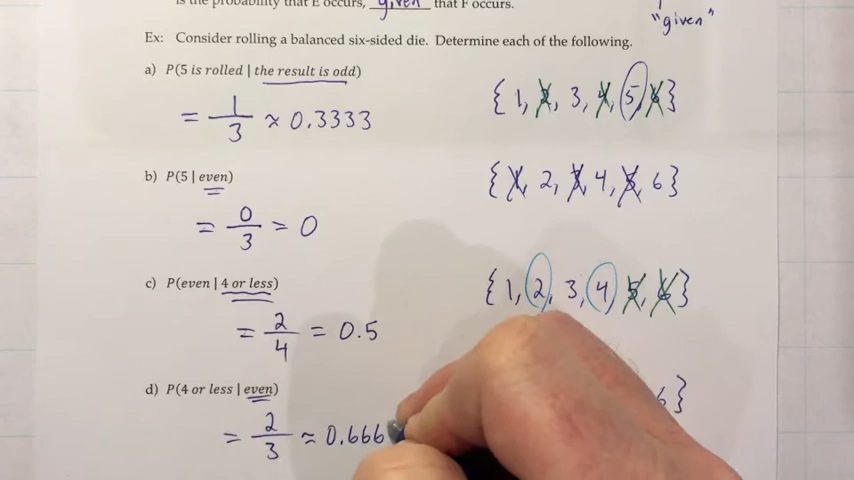 is the probability that E occurs, given that F occurs.
"given"
Ex: Consider rolling a balanced six-sided die. Determine each of the following.
a) P(5 is rolled | the result is odd)
{ 1, 2, 3, 4, 5, 6 }
= 1/3 ≈ 0.3333
b) P(5 | even)
{ 1, 2, 3, 4, 5, 6 }
= 0/3 = 0
c) P(even | 4 or less)
{ 1, 2, 3, 4, 5, 6 }
= 2/4 = 0.5
d) P(4 or less | even)
6 }
= 2/3 ≈ 0.666